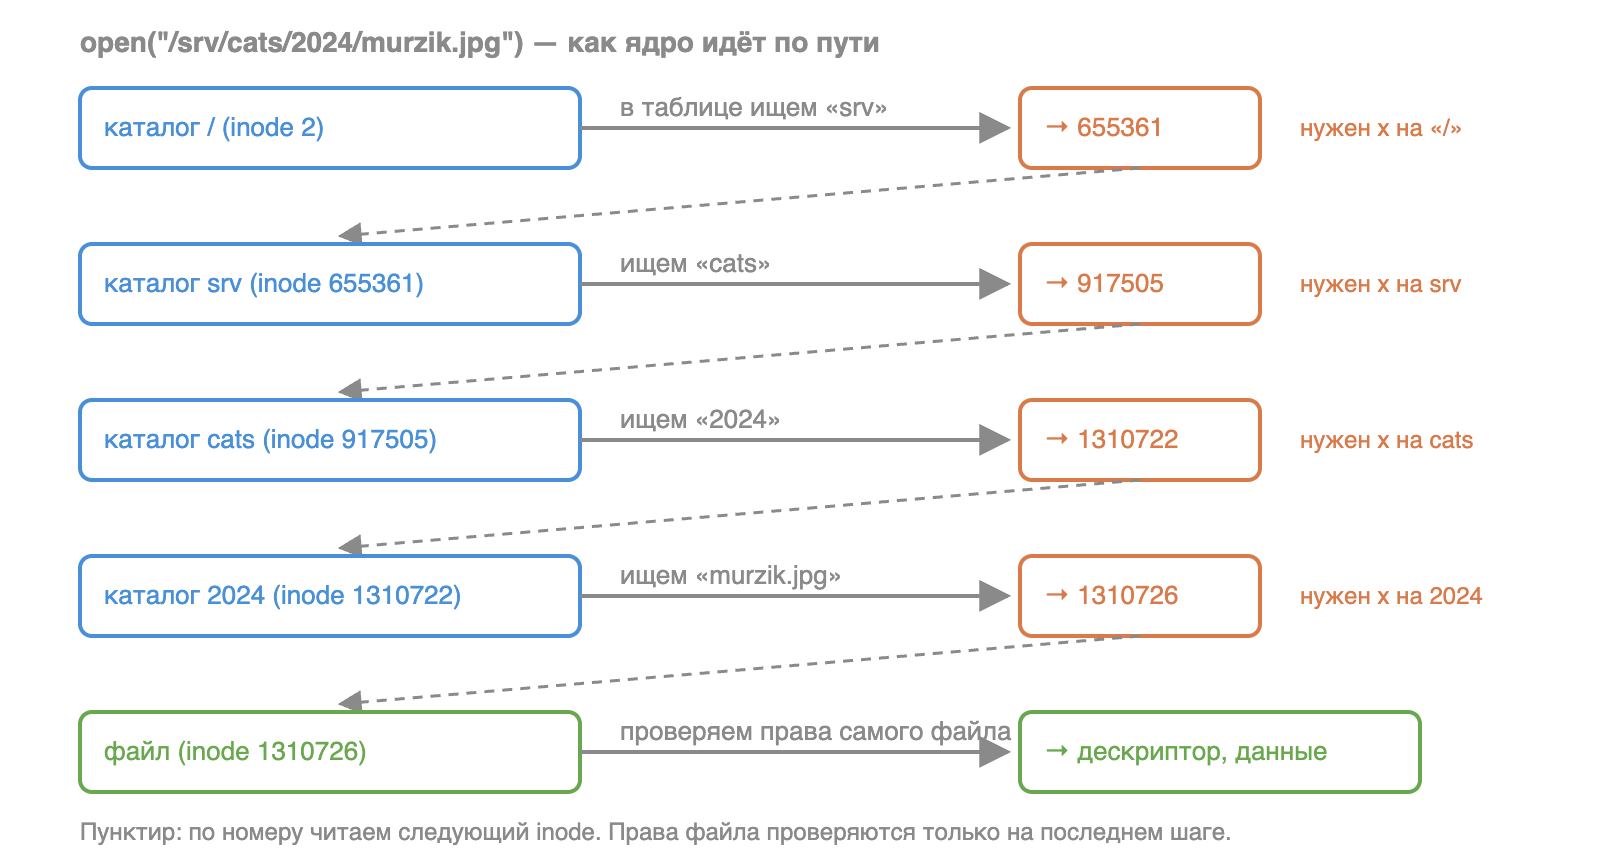 open("/srv/cats/2024/murzik.jpg") — как ядро идёт по пути
каталог / (inode 2)
в таблице ищем «srv»
→ 655361
нужен x на «/»
каталог srv (inode 655361)
ищем «cats»
→ 917505
нужен x на srv
каталог cats (inode 917505)
ищем «2024»
→ 1310722
нужен x на cats
каталог 2024 (inode 1310722)
ищем «murzik.jpg»
→ 1310726
нужен x на 2024
файл (inode 1310726)
проверяем права самого файла
→ дескриптор, данные
Пунктир: по номеру читаем следующий inode. Права файла проверяются только на последнем шаге.